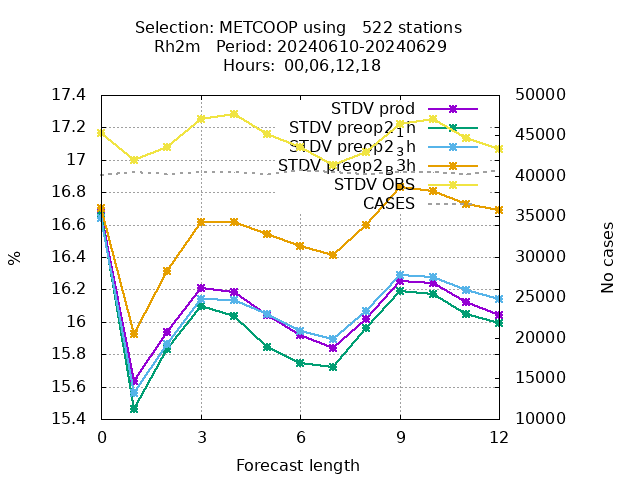 Selection: METCOOP using   522 stations
Rh2m   Period: 20240610-20240629
Hours:  00,06,12,18
STDV prod
STDV preop2_1h
STDV preop2_3h
STDV preop2_B3h
STDV OBS
CASES
17.4
17.2
17
16.8
16.6
16.4
16.2
16
15.8
15.6
15.4
50000
45000
40000
35000
30000
25000
20000
15000
10000
%
No cases
0 3 6 9 12
Forecast length